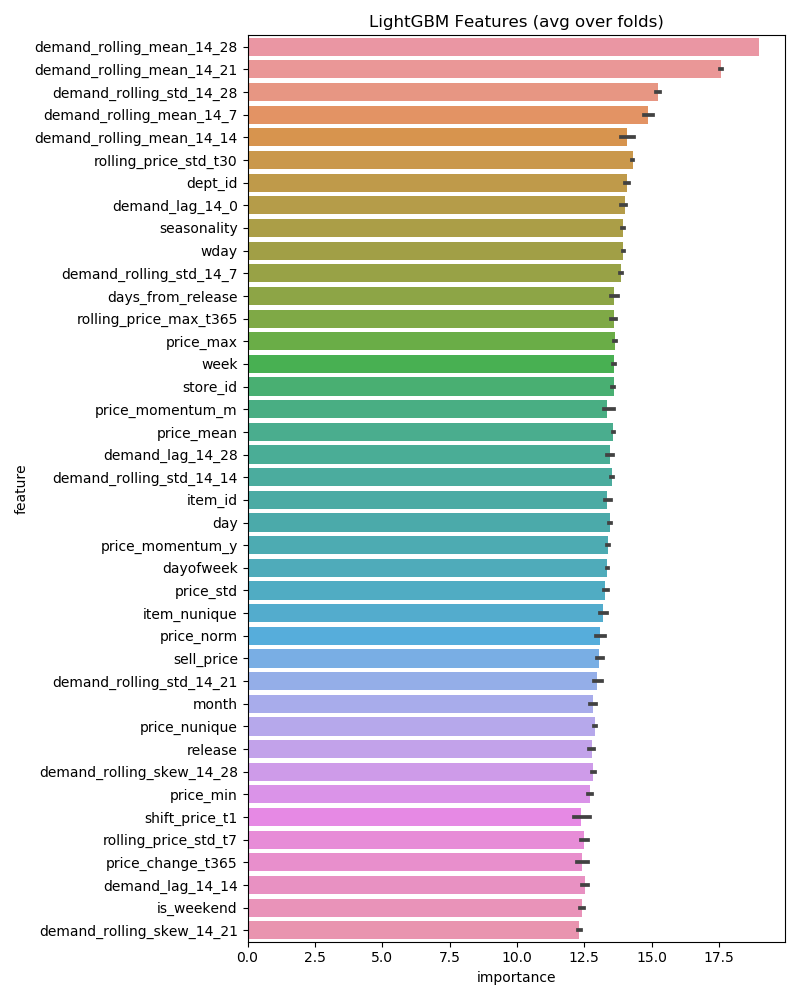 LightGBM Features (avg over folds)
demand_rolling_mean_14_28
demand_rolling_mean_14_21
demand_rolling_std_14_28
demand_rolling_mean_14_7
demand_rolling_mean_14_14
rolling_price_std_t30
dept_id
demand_lag_14_0
seasonality
wday
demand_rolling_std_14_7
days_from_release
rolling_price_max_t365
price_max
week
store_id
price_momentum_m
price_mean
demand_lag_14_28
demand_rolling_std_14_14
item_id
day
price_momentum_y
dayofweek
price_std
item_nunique
price_norm
sell_price
demand_rolling_std_14_21
month
price_nunique
release
demand_rolling_skew_14_28
price_min
shift_price_t1
rolling_price_std_t7
price_change_t365
demand_lag_14_14
is_weekend
demand_rolling_skew_14_21
feature
0.0 2.5 5.0 7.5 10.0 12.5 15.0 17.5
importance